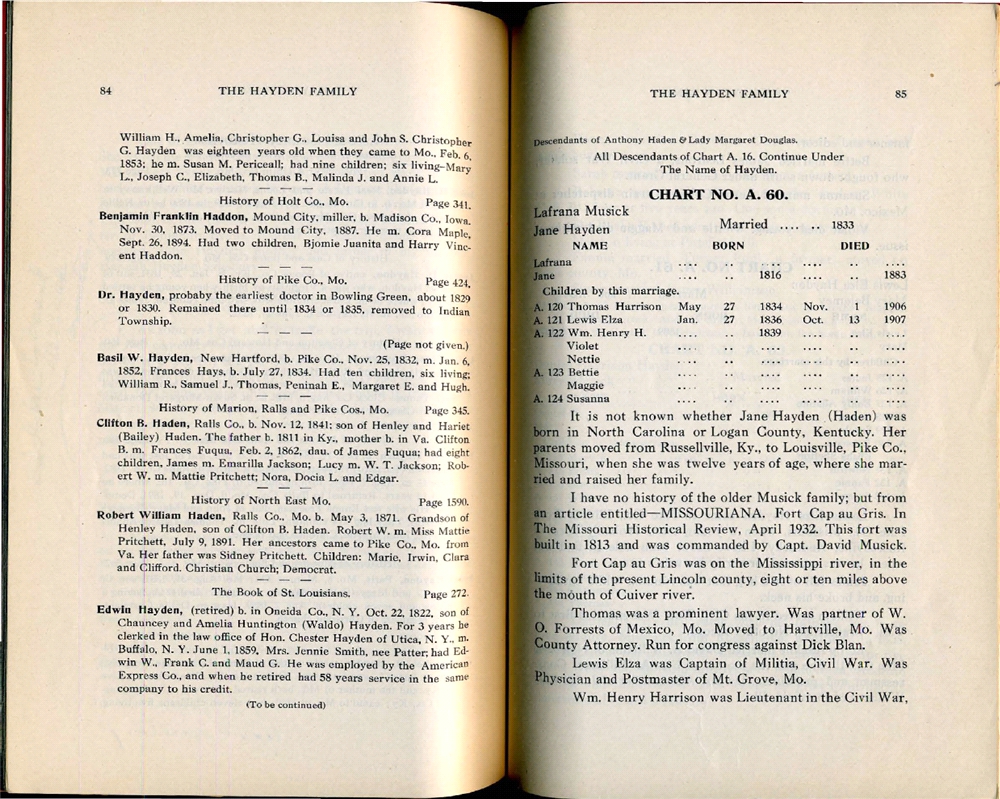 84
THE HAYDEN FAMILY
William H., Amelia, Christopher G., Louisa and John S. Christopher
G. Hayden was eighteen years old when they came to Mo., Feb. 6,
1853; he m. Susan M. Periceall; had nine children; six living—Mary
L., Joseph C., Elizabeth, Thomas B., Malinda J. and Annie L.
History of Holt Co., Mo. Page 341.
Benjamin Franklin Haddon, Mound City, miller, b. Madison Co., Iowa.
Nov. 30, 1873. Moved to Mound City, 1887. He m. Cora Maple,
Sept. 26, 1894. Had two children, Bjomie Juanita and Harry Vinc-
ent Haddon.
History of Pike Co., Mo. Page 424.
Dr. Hayden, probaby the earliest doctor in Bowling Green, about 1829
or 1830. Remained there until 1834 or 1835, removed to Indian
Township.
(Page not given.)
Basil W. Hayden, New Hartford, b. Pike Co., Nov. 25, 1832, m. Jan. 6,
1852, Frances Hays, b. July 27, 1834. Had ten children, six living;
William R., Samuel J., Thomas, Peninah E., Margaret E. and Hugh.
History of Marion, Ralls and Pike Cos., Mo. Page 345.
Clifton B. Haden, Ralls Co., b. Nov. 12, 1841; son of Henley and Hariet
(Bailey) Haden. The father b. 1811 in Ky., mother b. in Va. Clifton
B. m. Frances Fuqua, Feb. 2, 1862, dau. of James Fuqua; had eight
children, James m. Emarilla Jackson; Lucy m. W. T. Jackson; Rob-
ert W. m. Mattie Pritchett; Nora, Docia L. and Edgar.
History of North East Mo. Page 1590.
Robert William Haden, Ralls Co., Mo. b. May 3, 1871. Grandson of
Henley Haden, son of Clifton B. Haden. Robert W. m. Miss Mattie
Pritchett, July 9, 1891. Her ancestors came to Pike Co., Mo. from
Va. Her father was Sidney Pritchett. Children: Marie, Irwin, Clara
and Clifford. Christian Church; Democrat.
The Book of St. Louisians. Page 272.
Edwin Hayden, (retired) b. in Oneida Co., N. Y. Oct. 22, 1822, son of
Chauncey and Amelia Huntington (Waldo) Hayden. For 3 years he
clerked in the law office of Hon. Chester Hayden of Utica, N. Y., m.
Buffalo, N. Y. June 1, 1859, Mrs. Jennie Smith, nee Patter; had Ed-
win W., Frank C. and Maud G. He was employed by the American
Express Co., and when he retired had 58 years service in the same
company to his credit.
(To be continued)
THE HAYDEN FAMILY
85
Descendants of Anthony Haden & Lady Margaret Douglas.
All Descendants of Chart A. 16. Continue Under
The Name of Hayden.
CHART NO. A. 60.
Lafrana Musick
Jane Hayden Married .... .. 1833
NAME BORN DIED
Lafrana .... .. .... .... .. ....
Jane .... .. 1816 .... .. 1883
Children by this marriage.
A. 120 Thomas Harrison May 27 1834 Nov. 1 1906
A. 121 Lewis Elza Jan. 27 1836 Oct. 13 1907
A. 122 Wm. Henry H. .... .. 1839 .... .. ....
Violet .... .. .... .... .. ....
Nettie .... .. .... .... .. ....
A. 123 Bettie .... .. .... .... .. ....
Maggie .... .. .... .... .. ....
A. 124 Susanna .... .. .... .... .. ....
It is not known whether Jane Hayden (Haden) was
born in North Carolina or Logan County, Kentucky. Her
parents moved from Russellville, Ky., to Louisville, Pike Co.,
Missouri, when she was twelve years of age, where she mar-
ried and raised her family.
I have no history of the older Musick family; but from
an article entitled—MISSOURIANA. Fort Cap au Gris. In
The Missouri Historical Review, April 1932. This fort was
built in 1813 and was commanded by Capt. David Musick.
Fort Cap au Gris was on the Mississippi river, in the
limits of the present Lincoln county, eight or ten miles above
the mouth of Cuiver river.
Thomas was a prominent lawyer. Was partner of W.
O. Forrests of Mexico, Mo. Moved to Hartville, Mo. Was
County Attorney. Run for congress against Dick Blan.
Lewis Elza was Captain of Militia, Civil War. Was
Physician and Postmaster of Mt. Grove, Mo.
Wm. Henry Harrison was Lieutenant in the Civil War,